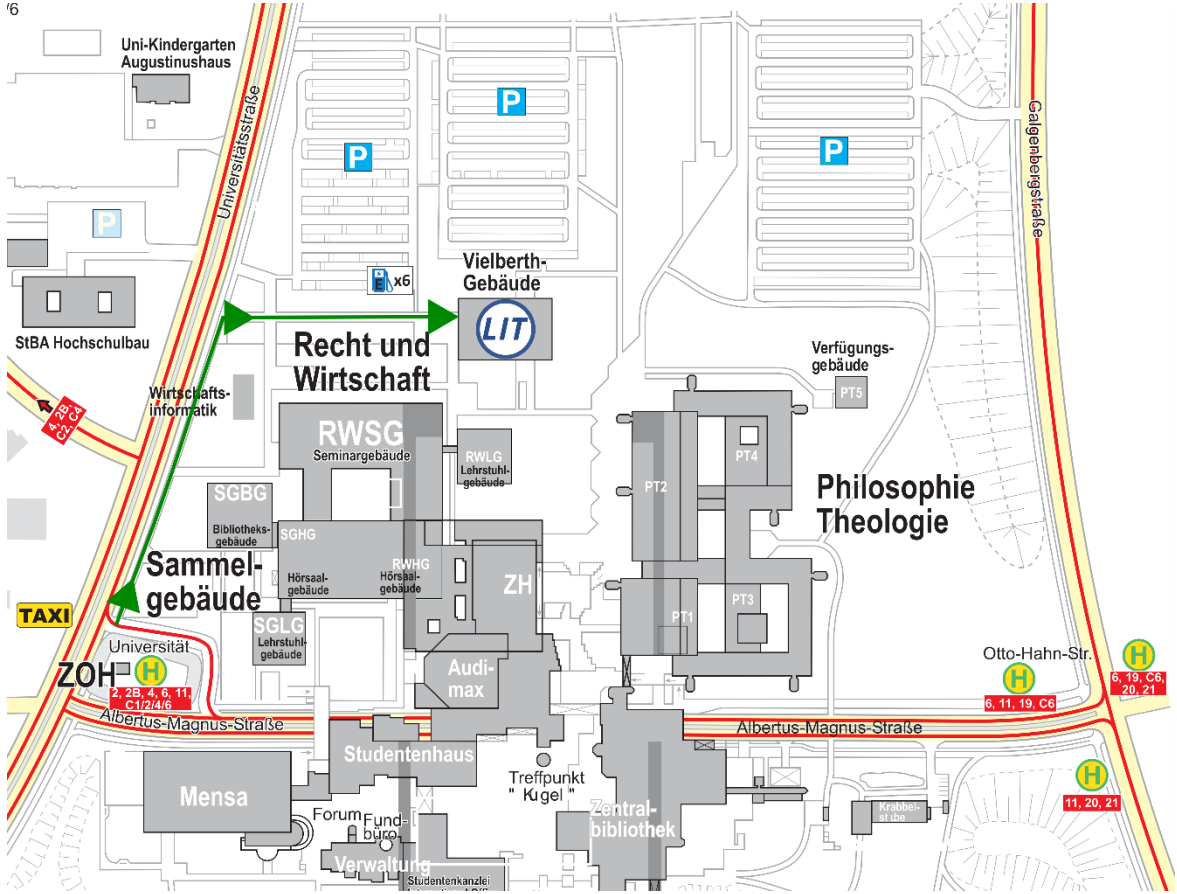 /6
Uni-Kindergarten
Augustinushaus
Universitätsstraße
P
P
P
P
Galgenbergstraße
StBA Hochschulbau
E x6
Vielberth-
Gebäude
LIT
Recht und
Wirtschaft
Wirtschafts-
informatik
4, 2B,
C2, C4
Verfügungs-
gebäude
PT5
RWSG
Seminargebäude
RWLG
Lehrstuhl-
gebäude
PT4
PT2
Philosophie
Theologie
SGBG
Bibliotheks-
gebäude
SGHG
Hörsaal-
gebäude
RWHG
Hörsaal-
gebäude
ZH
Sammel-
gebäude
TAXI
SGLG
Lehrstuhl-
gebäude
PT1
PT3
Universität
ZOH
H
2, 2B, 4, 6, 11,
C1/2/4/6
Audi-
max
Otto-Hahn-Str.
H
6, 11, 19, C6
H
6, 19, C6,
20, 21
Albertus-Magnus-Straße
Albertus-Magnus-Straße
Studentenhaus
Mensa
Treffpunkt
" Kugel "
Zentral-
bibliothek
H
11, 20, 21
Krabbel-
stube
Forum
Fund-
büro
Verwaltung
Studentenkanzlei